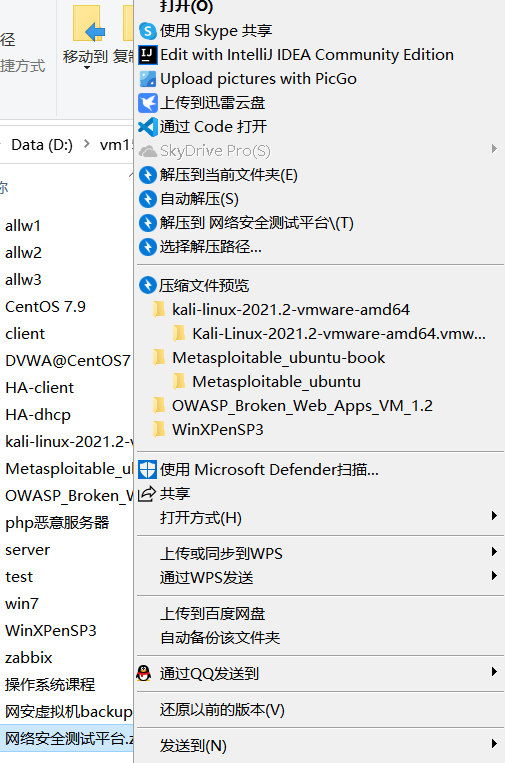 径
捷方式
移动到
Data (D:)
allw1
allw2
allw3
CentOS 7.9
client
DVWA@CentOS7
HA-client
HA-dhcp
kali-linux-2021.2-
OWASP_Broken_
php恶意服务器
server
test
win7
WinXPenSP3
zabbix
操作系统课程
网安虚拟机backup
网络安全测试平台.z
打开(O)
使用 Skype 共享
Edit with IntelliJ IDEA Community Edition
Upload pictures with PicGo
上传到迅雷云盘
通过 Code 打开
SkyDrive Pro(S)
解压到当前文件夹(E)
自动解压(S)
解压到 网络安全测试平台\(T)
选择解压路径...
压缩文件预览
kali-linux-2021.2-vmware-amd64
Kali-Linux-2021.2-vmware-amd64.vmw...
Metasploitable_ubuntu-book
Metasploitable_ubuntu
OWASP_Broken_Web_Apps_VM_1.2
WinXPenSP3
使用 Microsoft Defender扫描...
共享
打开方式(H)
上传或同步到WPS
通过WPS发送
上传到百度网盘
自动备份该文件夹
通过QQ发送到
还原以前的版本(V)
发送到(N)